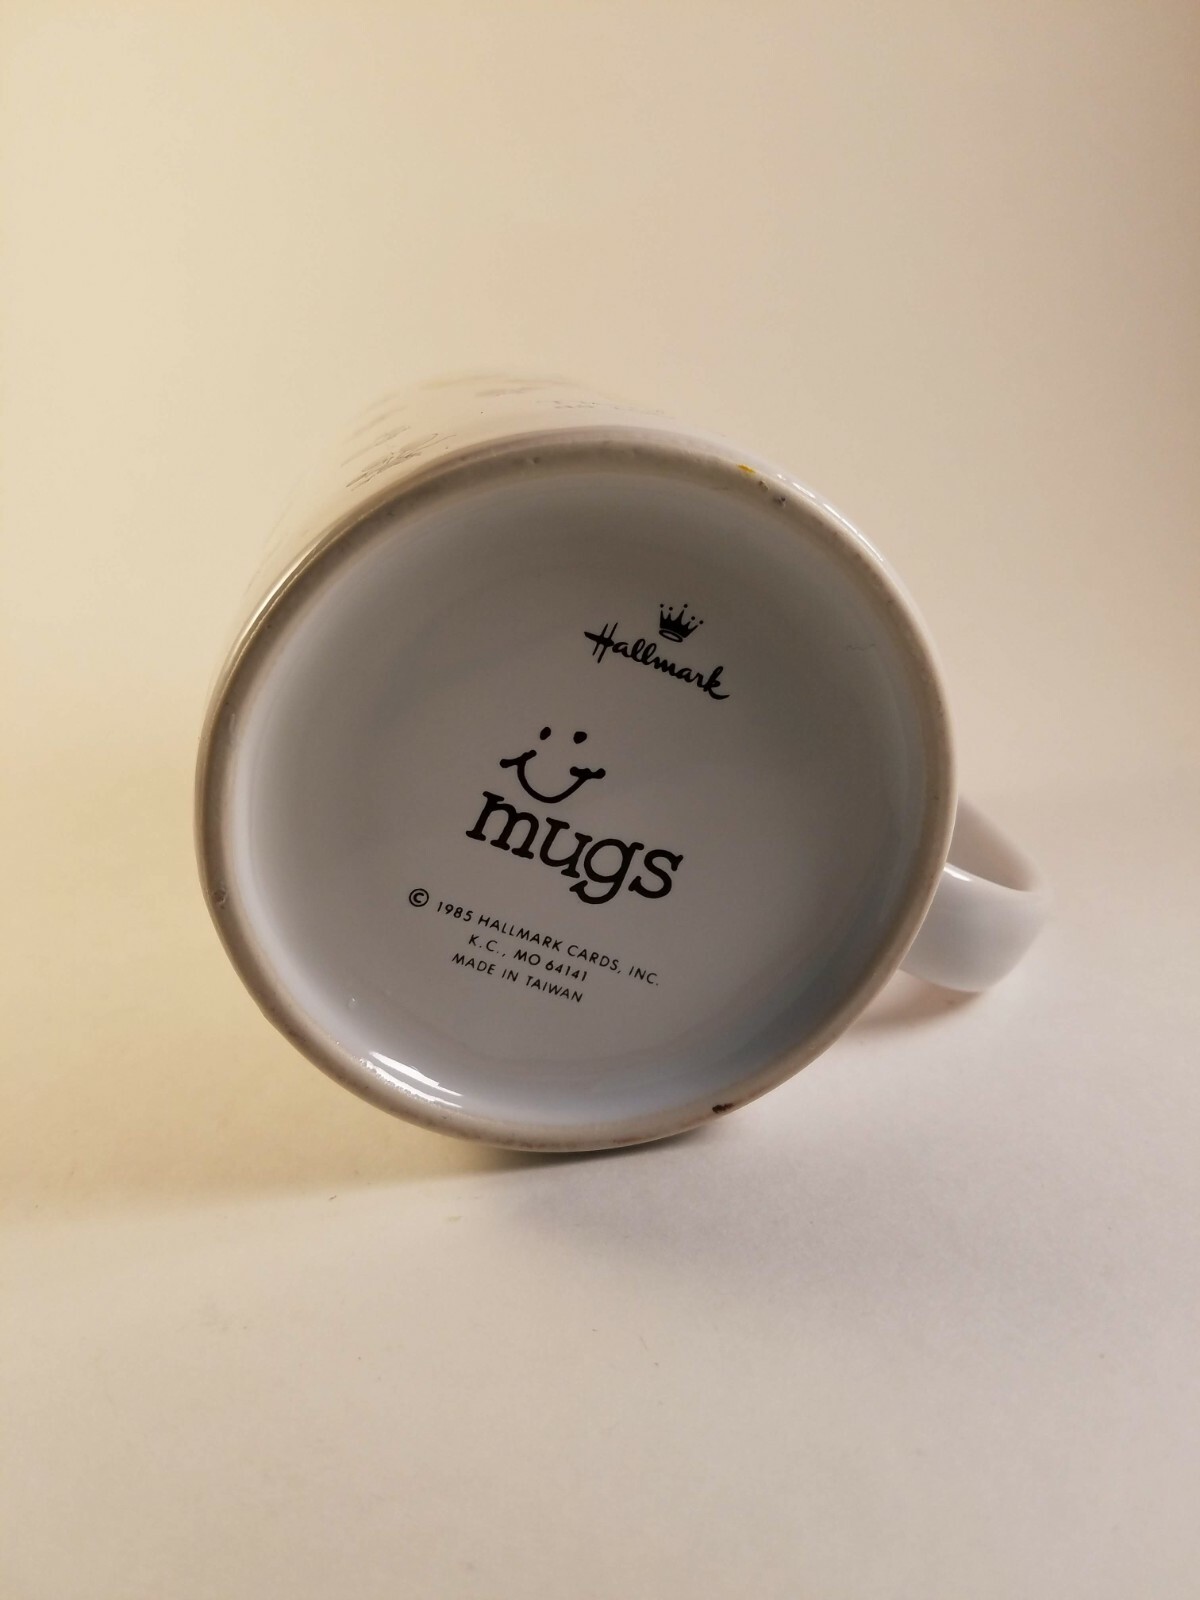 Hallmark
mugs
© 1985 HALLMARK CARDS, INC.
K.C., MO 64141
MADE IN TAIWAN